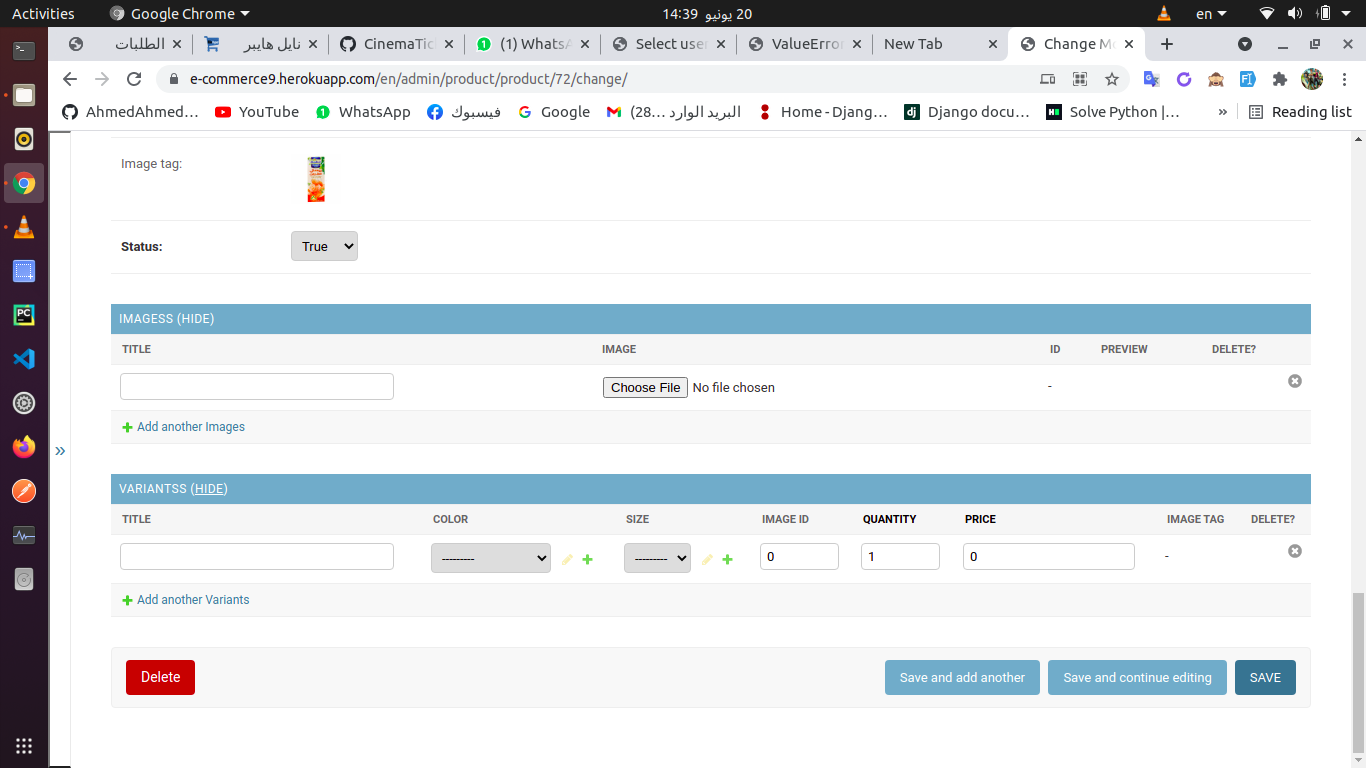 Activities Google Chrome 14:39 يونيو 20 en
الطلبات نايل هايبر CinemaTic (1) WhatsA Select user ValueError New Tab Change Mo
e-commerce9.herokuapp.com/en/admin/product/product/72/change/
AhmedAhmed... YouTube WhatsApp فيسبوك Google البريد الوارد ...28) Home - Djang... Django docu... Solve Python |... » Reading list
Image tag:
Status: True
IMAGESS (HIDE)
TITLE IMAGE ID PREVIEW DELETE?
Choose File No file chosen -
Add another Images
»
VARIANTSS (HIDE)
TITLE COLOR SIZE IMAGE ID QUANTITY PRICE IMAGE TAG DELETE?
--------- --------- 0 1 0 -
Add another Variants
Delete Save and add another Save and continue editing SAVE